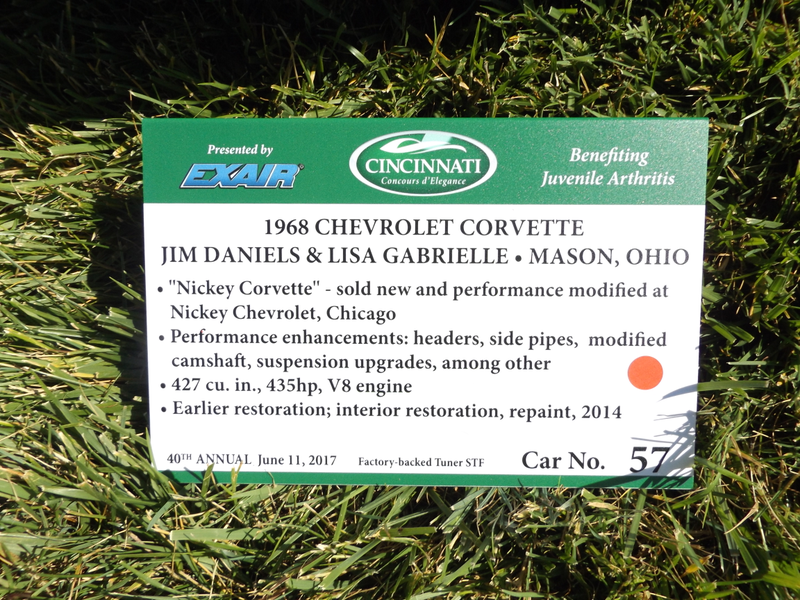 Presented by
EXAIR
CINCINNATI
Concours d'Elegance
Benefiting
Juvenile Arthritis
1968 CHEVROLET CORVETTE
JIM DANIELS & LISA GABRIELLE • MASON, OHIO
• "Nickey Corvette" - sold new and performance modified at
Nickey Chevrolet, Chicago
• Performance enhancements: headers, side pipes, modified
camshaft, suspension upgrades, among other
• 427 cu. in., 435hp, V8 engine
• Earlier restoration; interior restoration, repaint, 2014
40TH ANNUAL June 11, 2017 Factory-backed Tuner STF Car No. 57